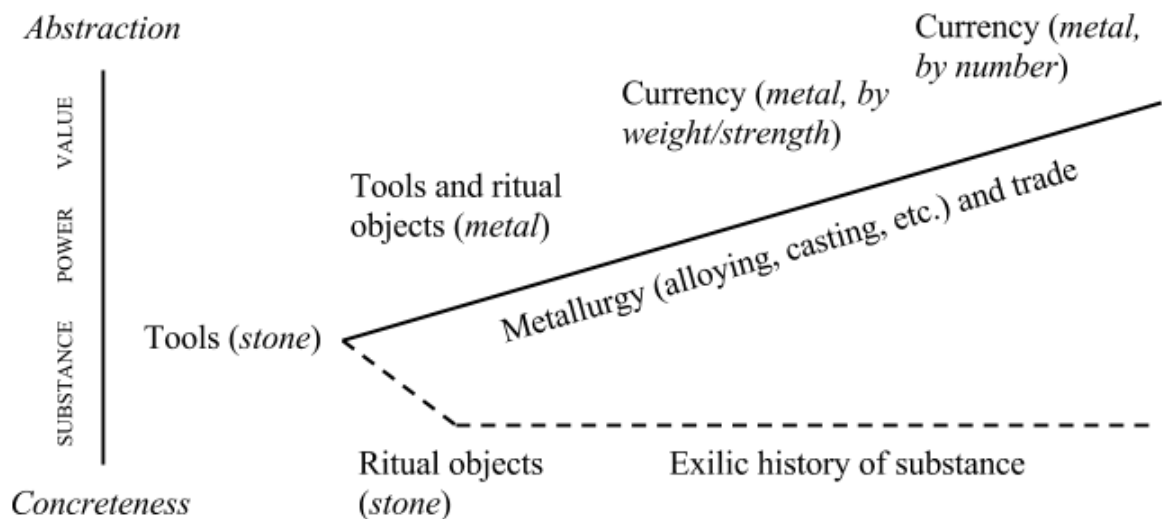 Abstraction
Currency (metal,
by number)
Currency (metal, by
weight/strength)
VALUE
Tools and ritual
objects (metal)
POWER
Metallurgy (alloying, casting, etc.) and trade
Tools (stone)
SUBSTANCE
Ritual objects
(stone)
Exilic history of substance
Concreteness